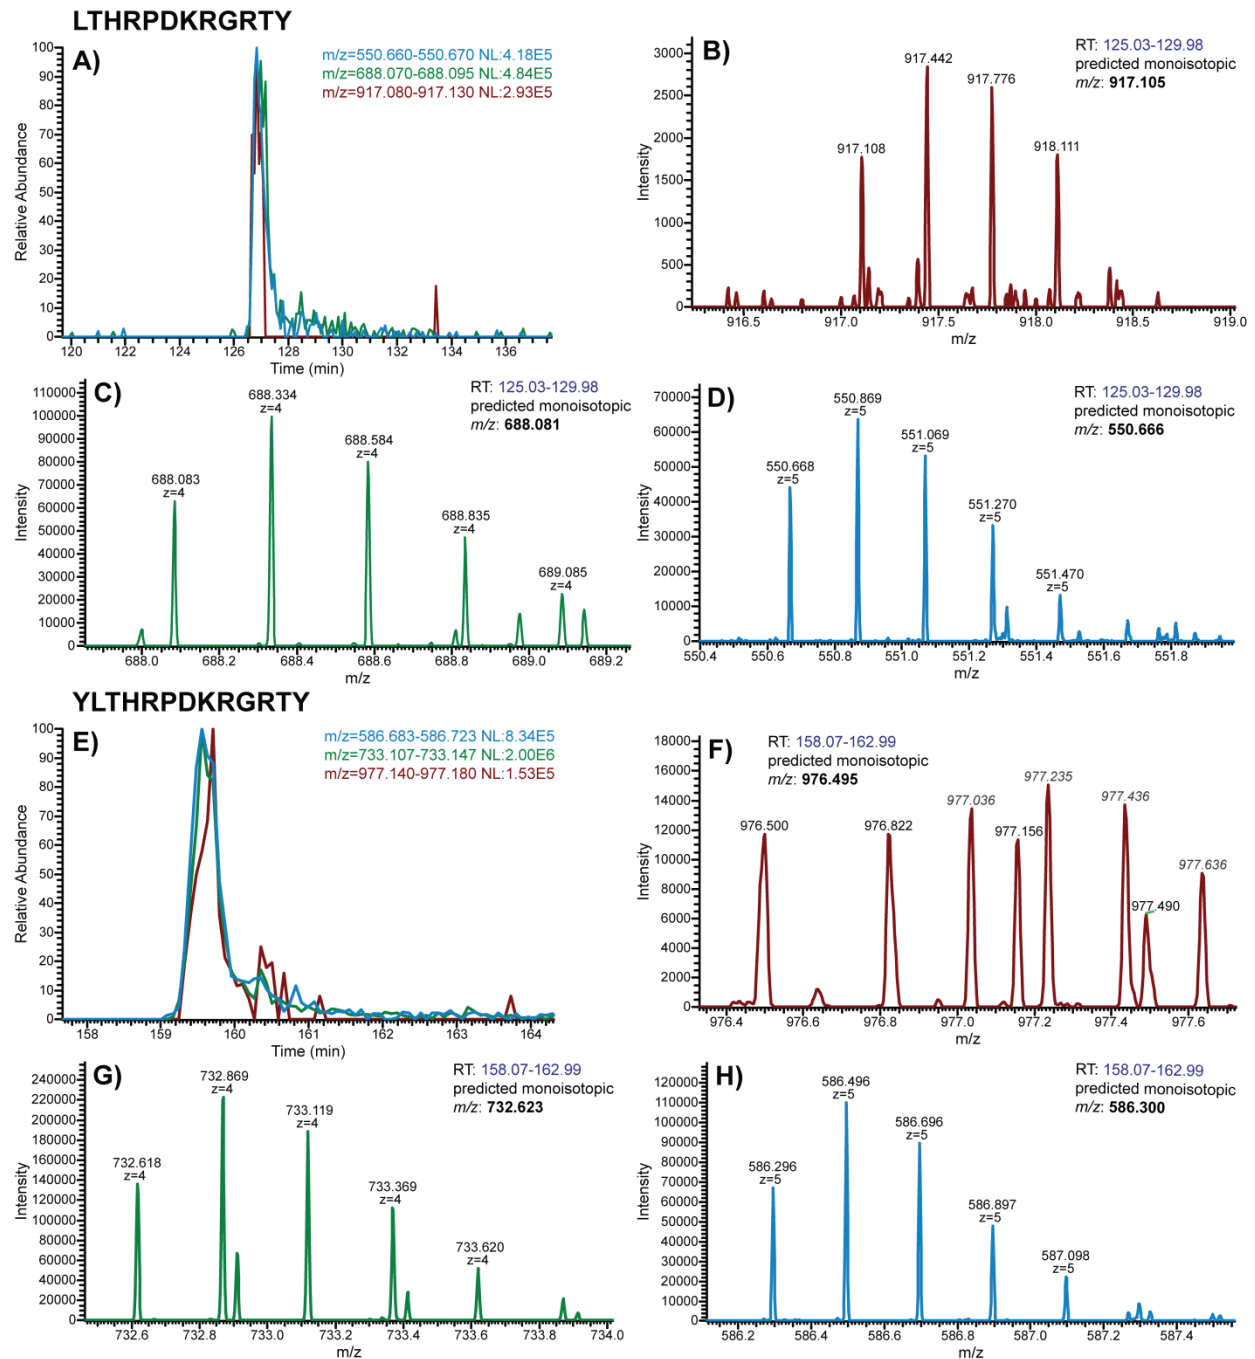 LTHRPDKRGRTY
A)
m/z=550.660-550.670 NL:4.18E5
m/z=688.070-688.095 NL:4.84E5
m/z=917.080-917.130 NL:2.93E5
100
90
80
70
60
50
40
30
20
10
0
Relative Abundance
120 122 124 126 128 130 132 134 136
Time (min)
B)
RT: 125.03-129.98
predicted monoisotopic
m/z: 917.105
3000
2500
2000
1500
1000
500
0
Intensity
917.108
917.442
917.776
918.111
916.5 917.0 917.5 918.0 918.5 919.0
m/z
C)
RT: 125.03-129.98
predicted monoisotopic
m/z: 688.081
110000
100000
90000
80000
70000
60000
50000
40000
30000
20000
10000
0
Intensity
688.083
z=4
688.334
z=4
688.584
z=4
688.835
z=4
689.085
z=4
688.0 688.2 688.4 688.6 688.8 689.0 689.2
m/z
D)
RT: 125.03-129.98
predicted monoisotopic
m/z: 550.666
70000
60000
50000
40000
30000
20000
10000
0
Intensity
550.668
z=5
550.869
z=5
551.069
z=5
551.270
z=5
551.470
z=5
550.4 550.6 550.8 551.0 551.2 551.4 551.6 551.8
m/z
YLTHRPDKRGRTY
E)
m/z=586.683-586.723 NL:8.34E5
m/z=733.107-733.147 NL:2.00E6
m/z=977.140-977.180 NL:1.53E5
100
90
80
70
60
50
40
30
20
10
0
Relative Abundance
158 159 160 161 162 163 164
Time (min)
F)
RT: 158.07-162.99
predicted monoisotopic
m/z: 976.495
18000
16000
14000
12000
10000
8000
6000
4000
2000
0
Intensity
976.500
976.822
977.036
977.156
977.235
977.436
977.490
977.636
976.4 976.6 976.8 977.0 977.2 977.4 977.6
m/z
G)
RT: 158.07-162.99
predicted monoisotopic
m/z: 732.623
240000
220000
200000
180000
160000
140000
120000
100000
80000
60000
40000
20000
0
Intensity
732.618
z=4
732.869
z=4
733.119
z=4
733.369
z=4
733.620
z=4
732.6 732.8 733.0 733.2 733.4 733.6 733.8 734.0
m/z
H)
RT: 158.07-162.99
predicted monoisotopic
m/z: 586.300
120000
110000
100000
90000
80000
70000
60000
50000
40000
30000
20000
10000
0
Intensity
586.296
z=5
586.496
z=5
586.696
z=5
586.897
z=5
587.098
z=5
586.2 586.4 586.6 586.8 587.0 587.2 587.4
m/z